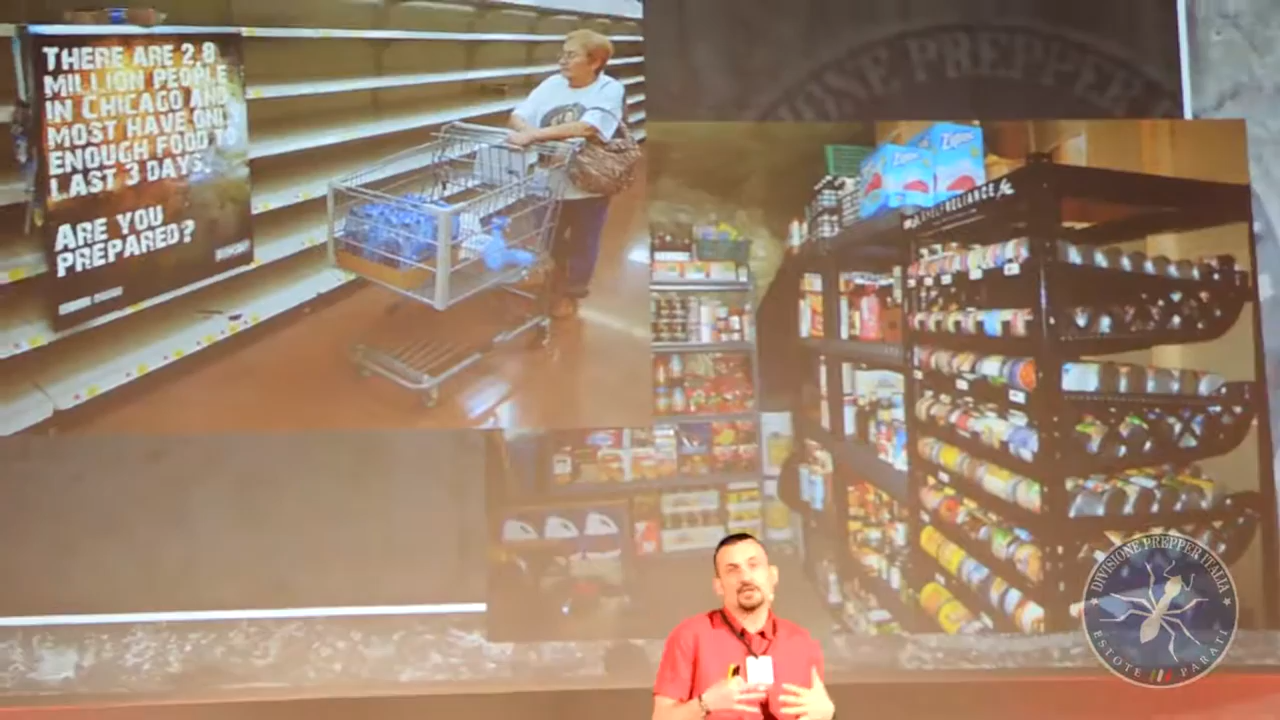 THERE ARE 2,8
MILLION PEOPLE
IN CHICAGO AND
MOST HAVE ONLY
ENOUGH FOOD TO
LAST 3 DAYS.
ARE YOU
PREPARED?
Ziploc
Ziploc
RELIANCE
DIVISIONE PREPPER ITALIA
ESTOTE PARATI